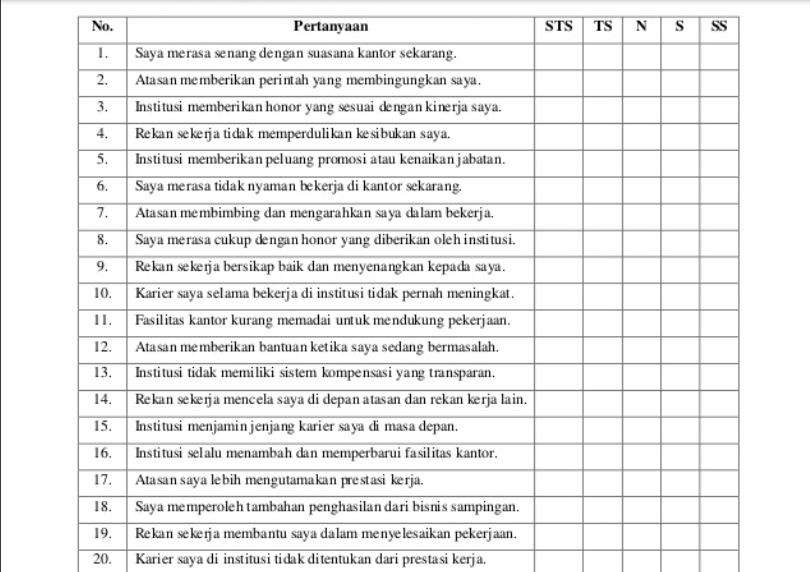 No. Pertanyaan STS TS N S SS
1. Saya merasa senang dengan suasana kantor sekarang.
2. Atasan memberikan perintah yang membingungkan saya.
3. Institusi memberikan honor yang sesuai dengan kinerja saya.
4. Rekan sekerja tidak memperdulikan kesibukan saya.
5. Institusi memberikan peluang promosi atau kenaikan jabatan.
6. Saya merasa tidak nyaman bekerja di kantor sekarang.
7. Atasan membimbing dan mengarahkan saya dalam bekerja.
8. Saya merasa cukup dengan honor yang diberikan oleh institusi.
9. Rekan sekerja bersikap baik dan menyenangkan kepada saya.
10. Karier saya selama bekerja di institusi tidak pernah meningkat.
11. Fasilitas kantor kurang memadai untuk mendukung pekerjaan.
12. Atasan memberikan bantuan ketika saya sedang bermasalah.
13. Institusi tidak memiliki sistem kompensasi yang transparan.
14. Rekan sekerja mencela saya di depan atasan dan rekan kerja lain.
15. Institusi menjamin jenjang karier saya di masa depan.
16. Institusi selalu menambah dan memperbarui fasilitas kantor.
17. Atasan saya lebih mengutamakan prestasi kerja.
18. Saya memperoleh tambahan penghasilan dari bisnis sampingan.
19. Rekan sekerja membantu saya dalam menyelesaikan pekerjaan.
20. Karier saya di institusi tidak ditentukan dari prestasi kerja.